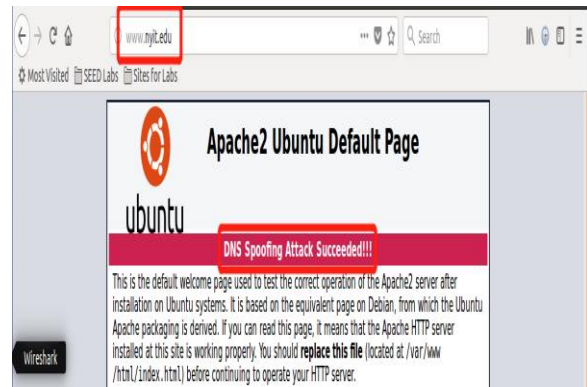 www.nyit.edu
Search
Most Visited SEED Labs Sites for Labs
Apache2 Ubuntu Default Page
ubuntu
DNS Spoofing Attack Succeeded!!!
This is the default welcome page used to test the correct operation of the Apache2 server after
installation on Ubuntu systems. It is based on the equivalent page on Debian, from which the Ubuntu
Apache packaging is derived. If you can read this page, it means that the Apache HTTP server
installed at this site is working properly. You should replace this file (located at /var/www
/html/index.html) before continuing to operate your HTTP server.
Wireshark